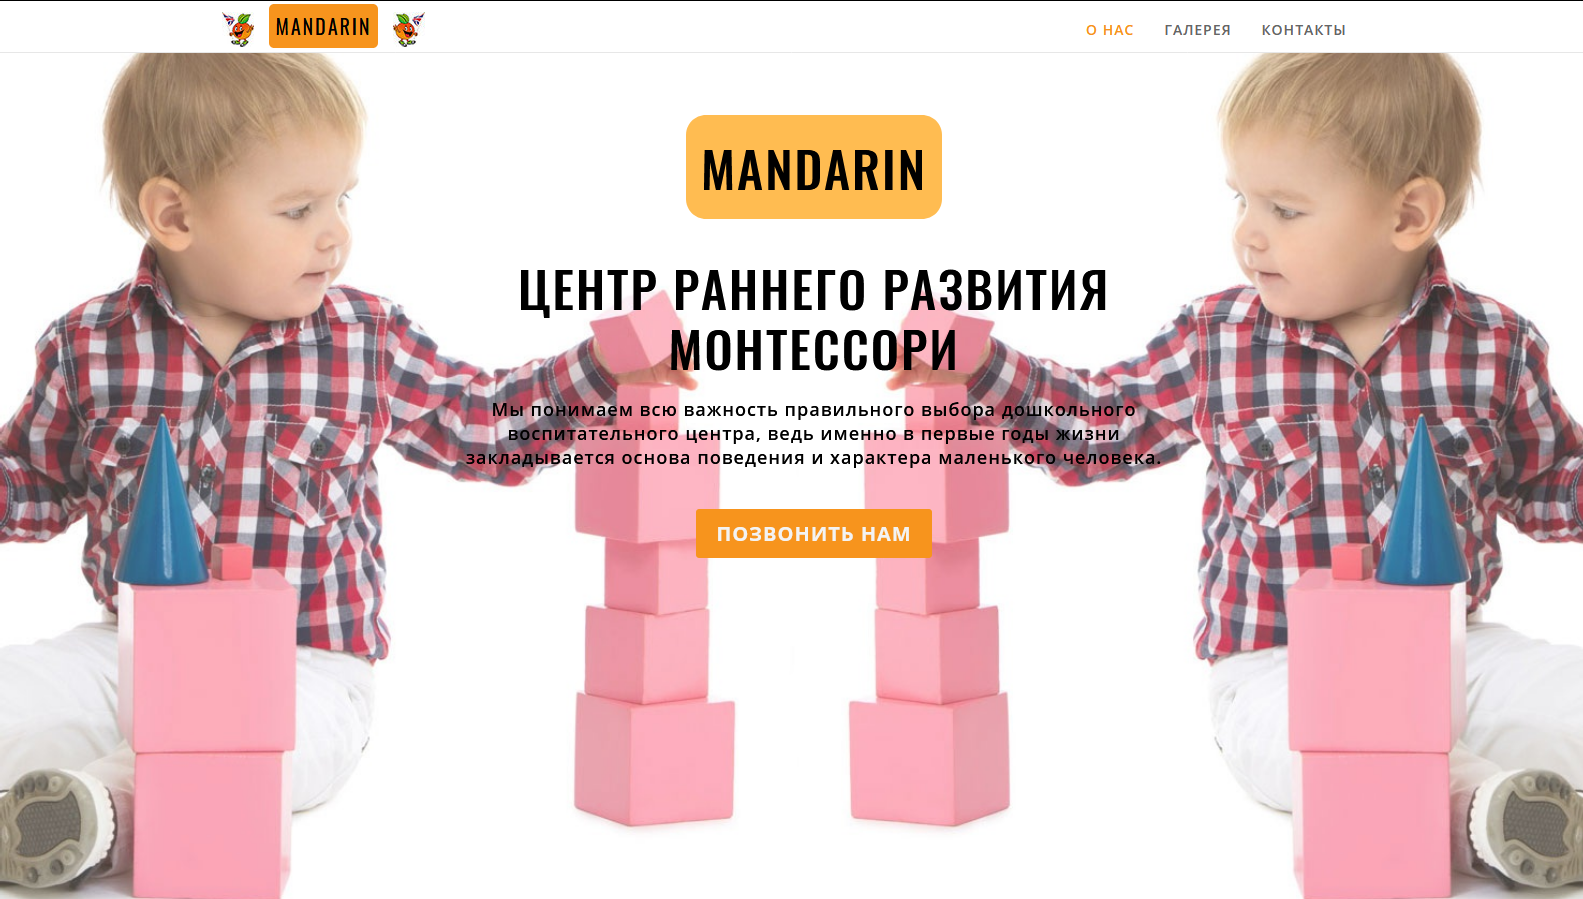 MANDARIN
О НАС ГАЛЕРЕЯ КОНТАКТЫ
MANDARIN
ЦЕНТР РАННЕГО РАЗВИТИЯ
МОНТЕССОРИ
Мы понимаем всю важность правильного выбора дошкольного
воспитательного центра, ведь именно в первые годы жизни
закладывается основа поведения и характера маленького человека.
ПОЗВОНИТЬ НАМ